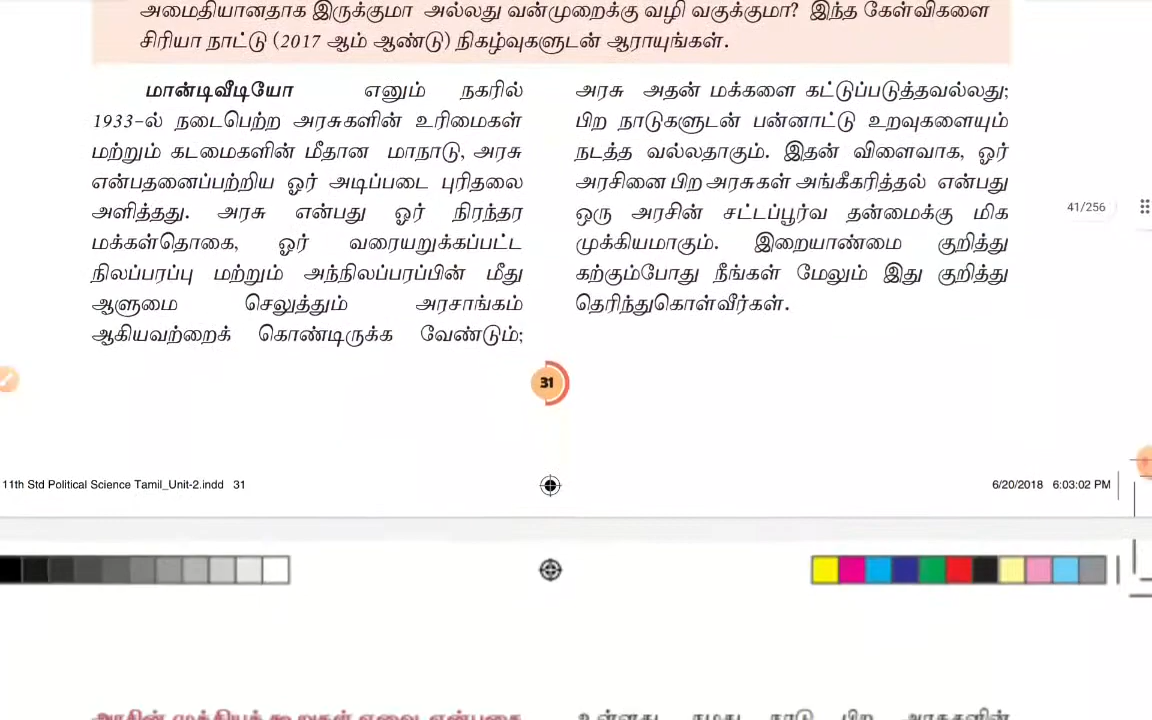 அமைதியானதாக இருக்குமா அல்லது வன்முறைக்கு வழி வகுக்குமா? இந்த கேள்விகளை
சிரியா நாட்டு (2017 ஆம் ஆண்டு) நிகழ்வுகளுடன் ஆராயுங்கள்.
மான்டிவீடியோ எனும் நகரில்
1933-ல் நடைபெற்ற அரசுகளின் உரிமைகள்
மற்றும் கடமைகளின் மீதான மாநாடு, அரசு
என்பதனைப்பற்றிய ஓர் அடிப்படை புரிதலை
அளித்தது. அரசு என்பது ஓர் நிரந்தர
மக்கள்தொகை, ஓர் வரையறுக்கப்பட்ட
நிலப்பரப்பு மற்றும் அந்நிலப்பரப்பின் மீது
ஆளுமை செலுத்தும் அரசாங்கம்
ஆகியவற்றைக் கொண்டிருக்க வேண்டும்;
அரசு அதன் மக்களை கட்டுப்படுத்தவல்லது;
பிற நாடுகளுடன் பன்னாட்டு உறவுகளையும்
நடத்த வல்லதாகும். இதன் விளைவாக, ஓர்
அரசினை பிற அரசுகள் அங்கீகரித்தல் என்பது
ஒரு அரசின் சட்டப்பூர்வ தன்மைக்கு மிக
முக்கியமாகும். இறையாண்மை குறித்து
கற்கும்போது நீங்கள் மேலும் இது குறித்து
தெரிந்துகொள்வீர்கள்.
41/256
31
11th Std Political Science Tamil_Unit-2.indd 31
6/20/2018 6:03:02 PM